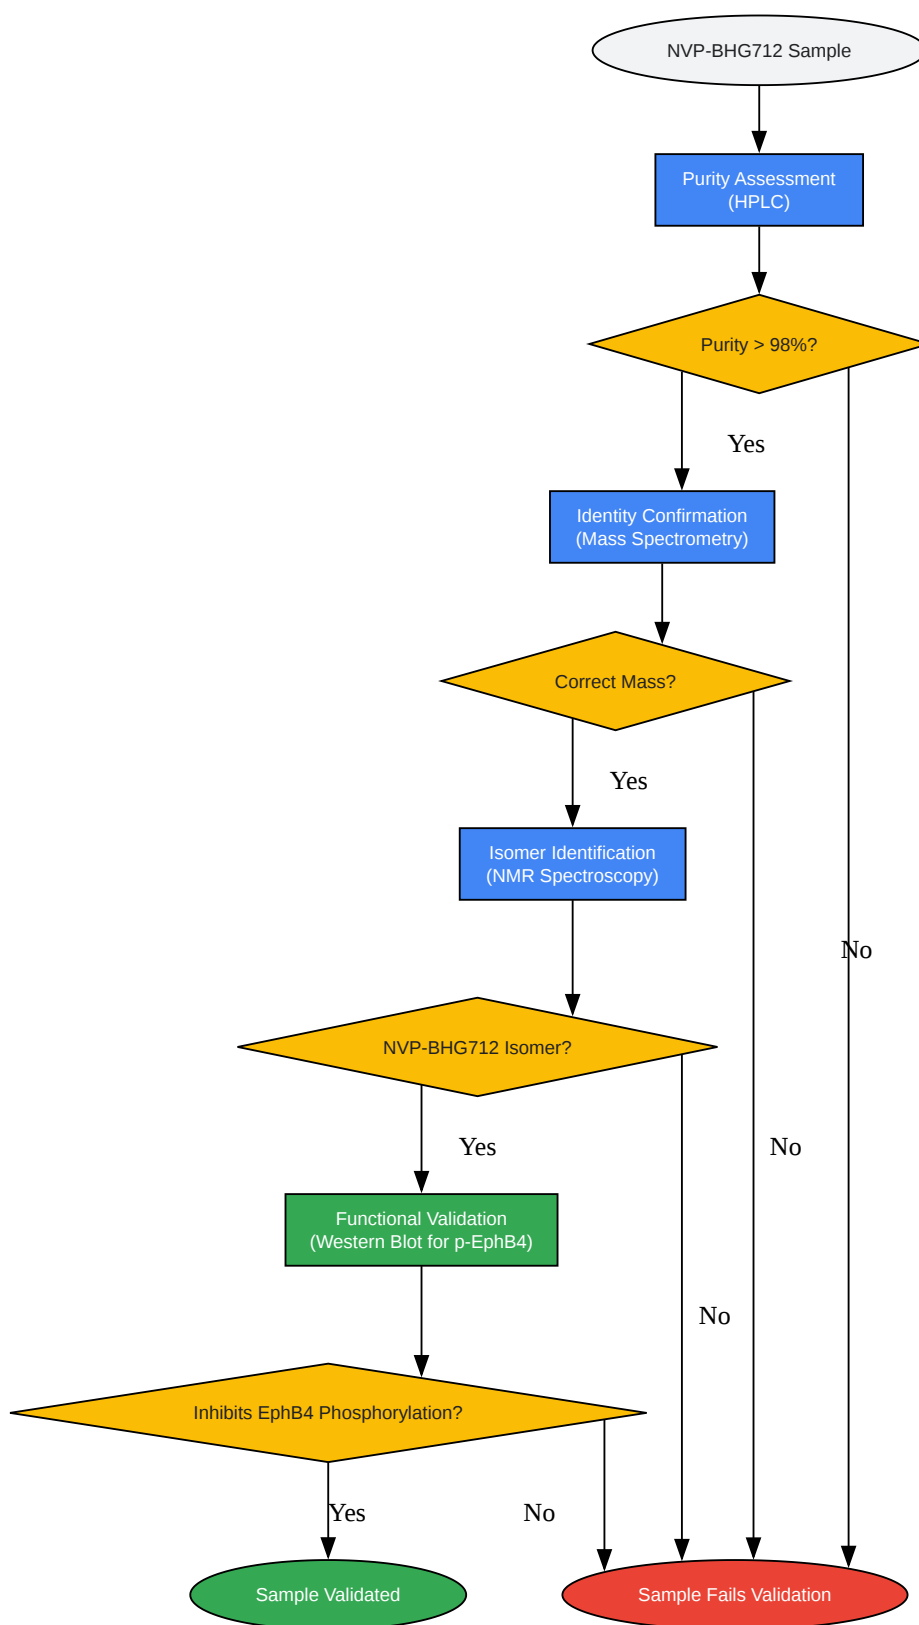 NVP-BHG712 Sample
Purity Assessment
(HPLC)
Purity > 98%?
Yes
Identity Confirmation
(Mass Spectrometry)
Correct Mass?
Yes
Isomer Identification
(NMR Spectroscopy)
No
NVP-BHG712 Isomer?
Yes
No
Functional Validation
(Western Blot for p-EphB4)
No
Inhibits EphB4 Phosphorylation?
Yes
No
Sample Validated
Sample Fails Validation